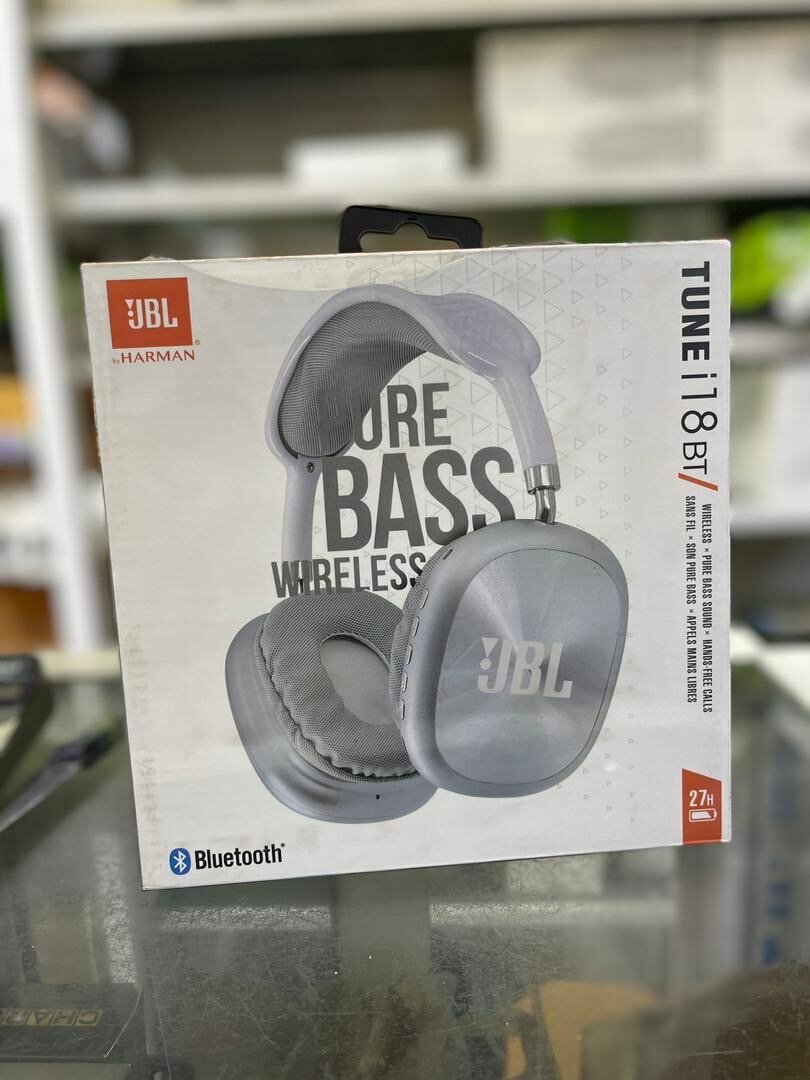 JBL
by HARMAN
PURE
BASS
WIRELESS
JBL
TUNE i18 BT
WIRELESS × PURE BASS SOUND × HANDS-FREE CALLS
SANS FIL × SON PURE BASS × APPELS MAINS LIBRES
27H
Bluetooth®